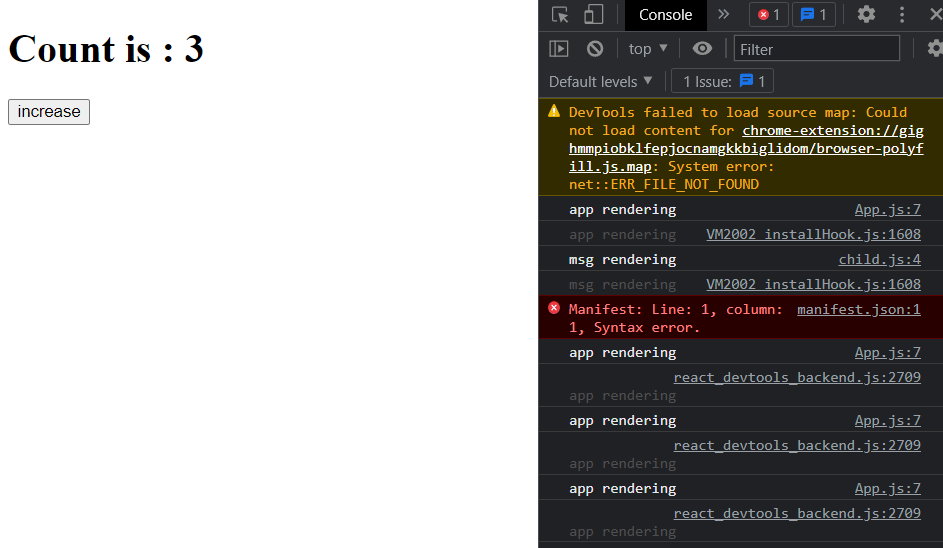 Count is : 3
increase
Console
1
1
top
Filter
Default levels
1 Issue:
1
DevTools failed to load source map: Could
not load content for chrome-extension://gig
hmmpiobklfepjocnamgkkbiglidom/browser-polyf
ill.js.map: System error:
net::ERR_FILE_NOT_FOUND
app rendering App.js:7
app rendering VM2002 installHook.js:1608
msg rendering child.js:4
msg rendering VM2002 installHook.js:1608
Manifest: Line: 1, column: manifest.json:1
1, Syntax error.
app rendering App.js:7
react_devtools_backend.js:2709
app rendering
app rendering App.js:7
react_devtools_backend.js:2709
app rendering
app rendering App.js:7
react_devtools_backend.js:2709
app rendering